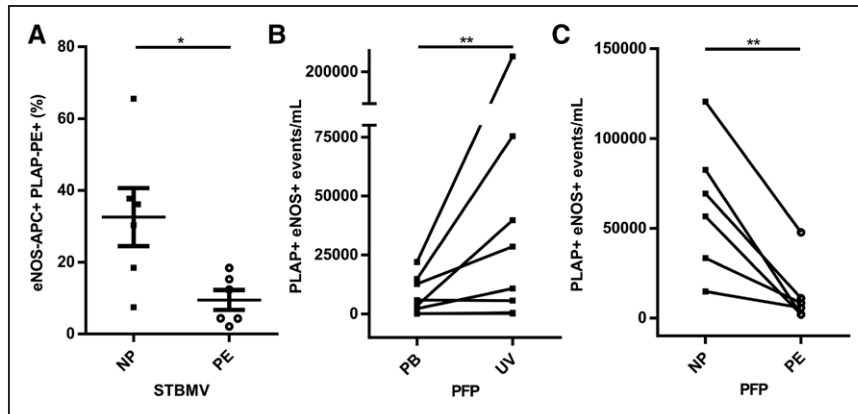 A
80
60
40
20
0
eNOS-APC+ PLAP-PE+ (%)
*
NP
PE
STBMV
B
200000
75000
50000
25000
0
PLAP+ eNOS+ events/mL
**
PB
UV
PFP
C
150000
100000
50000
0
PLAP+ eNOS+ events/mL
**
NP
PE
PFP